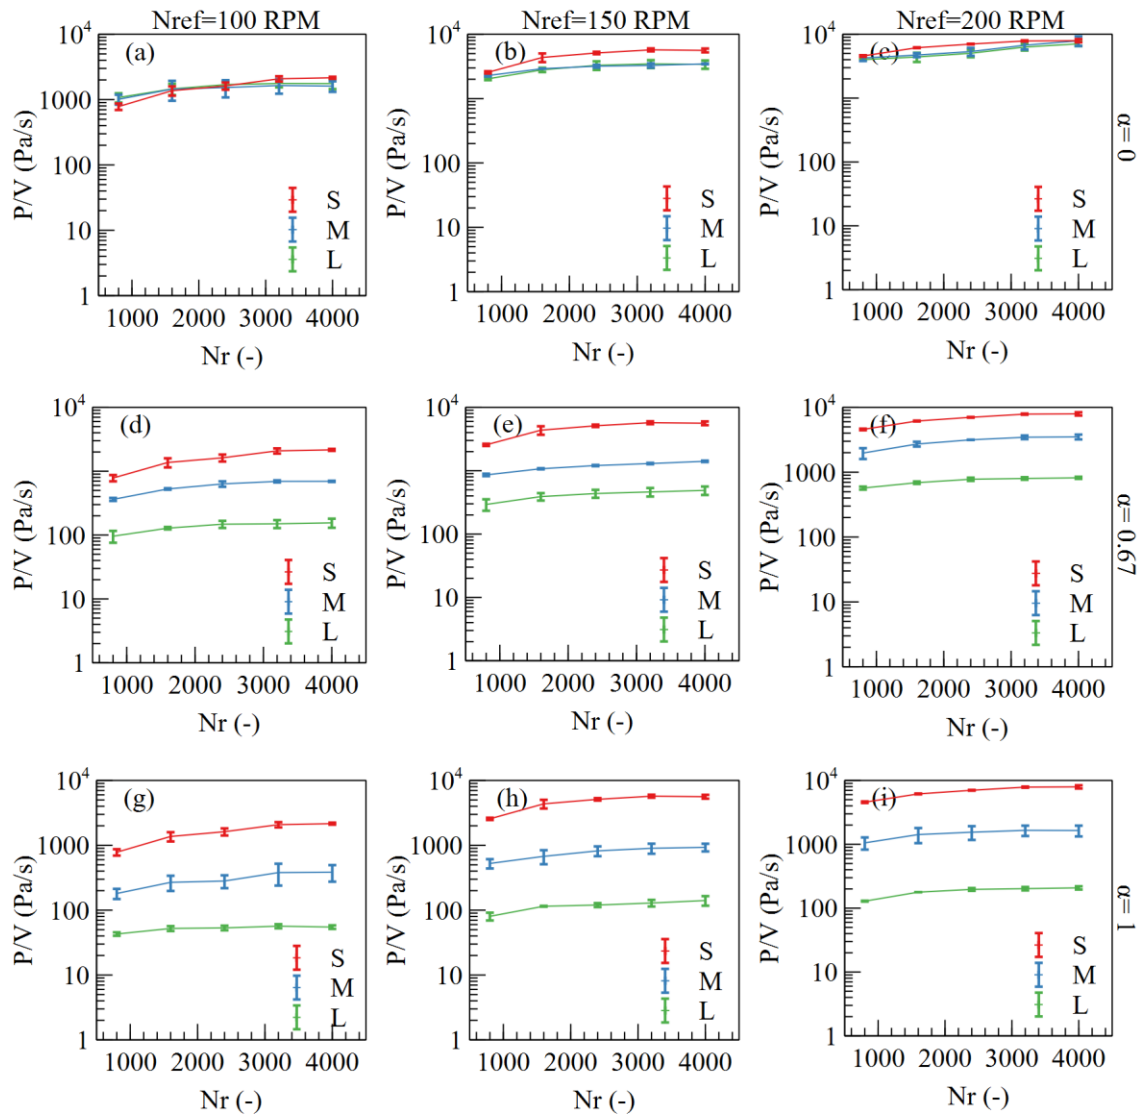 Nref=100 RPM Nref=150 RPM Nref=200 RPM
(a) (b) (c)
10^4 1000 100 10 1
P/V (Pa/s)
S
M
L
1000 2000 3000 4000
Nr (-)
10^4 100 10 1
P/V (Pa/s)
S
M
L
1000 2000 3000 4000
Nr (-)
10^4 100 10 1
P/V (Pa/s)
S
M
L
1000 2000 3000 4000
Nr (-)
α= 0
(d) (e) (f)
10^4 100 10 1
P/V (Pa/s)
S
M
L
1000 2000 3000 4000
Nr (-)
10^4 100 10 1
P/V (Pa/s)
S
M
L
1000 2000 3000 4000
Nr (-)
10^4 1000 100 10 1
P/V (Pa/s)
S
M
L
1000 2000 3000 4000
Nr (-)
α= 0.67
(g) (h) (i)
10^4 1000 100 10 1
P/V (Pa/s)
S
M
L
1000 2000 3000 4000
Nr (-)
10^4 1000 100 10 1
P/V (Pa/s)
S
M
L
1000 2000 3000 4000
Nr (-)
10^4 1000 100 10 1
P/V (Pa/s)
S
M
L
1000 2000 3000 4000
Nr (-)
α= 1